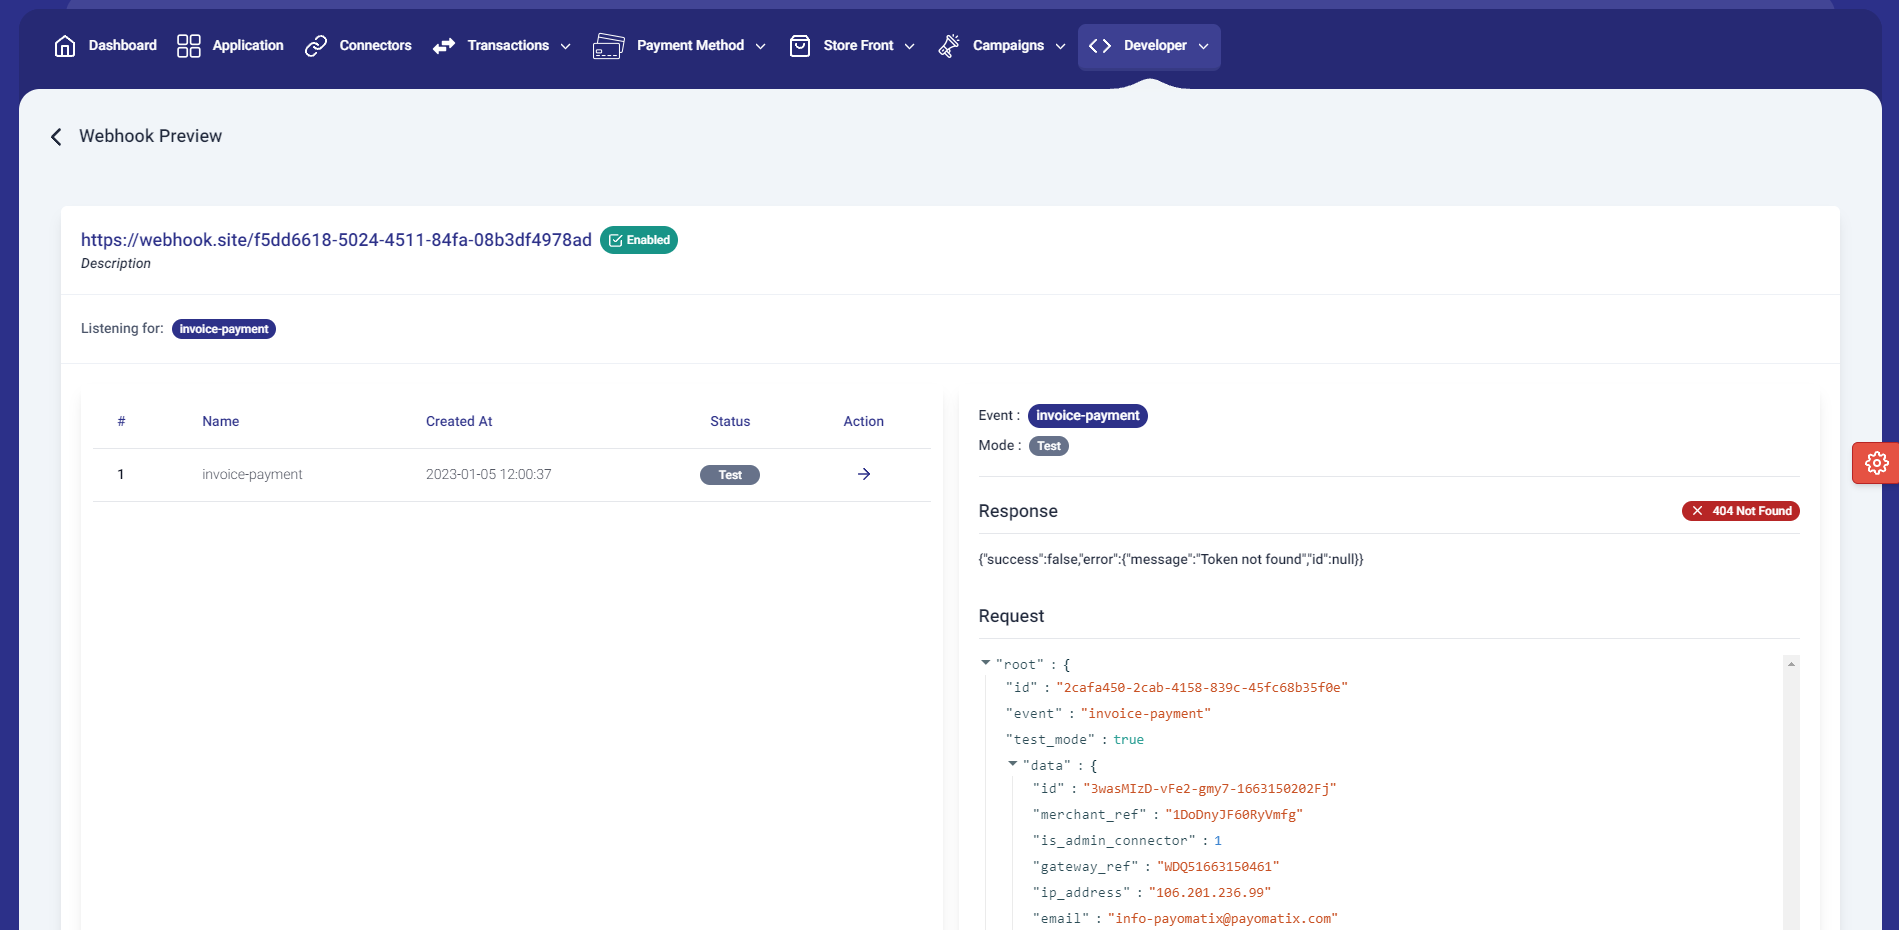 Dashboard Application Connectors Transactions Payment Method Store Front Campaigns Developer
Webhook Preview
https://webhook.site/f5dd6618-5024-4511-84fa-08b3df4978ad Enabled
Description
Listening for: invoice-payment
# Name Created At Status Action
1 invoice-payment 2023-01-05 12:00:37 Test
Event : invoice-payment
Mode : Test
Response 404 Not Found
{"success":false,"error":{"message":"Token not found","id":null}}
Request
"root" : {
"id" : "2cafa450-2cab-4158-839c-45fc68b35f0e"
"event" : "invoice-payment"
"test_mode" : true
"data" : {
"id" : "3wasMIzD-vFe2-gmy7-1663150202Fj"
"merchant_ref" : "1DoDnyJF60RyVmfg"
"is_admin_connector" : 1
"gateway_ref" : "WDQ51663150461"
"ip_address" : "106.201.236.99"
"email" : "info-payomatix@payomatix.com"